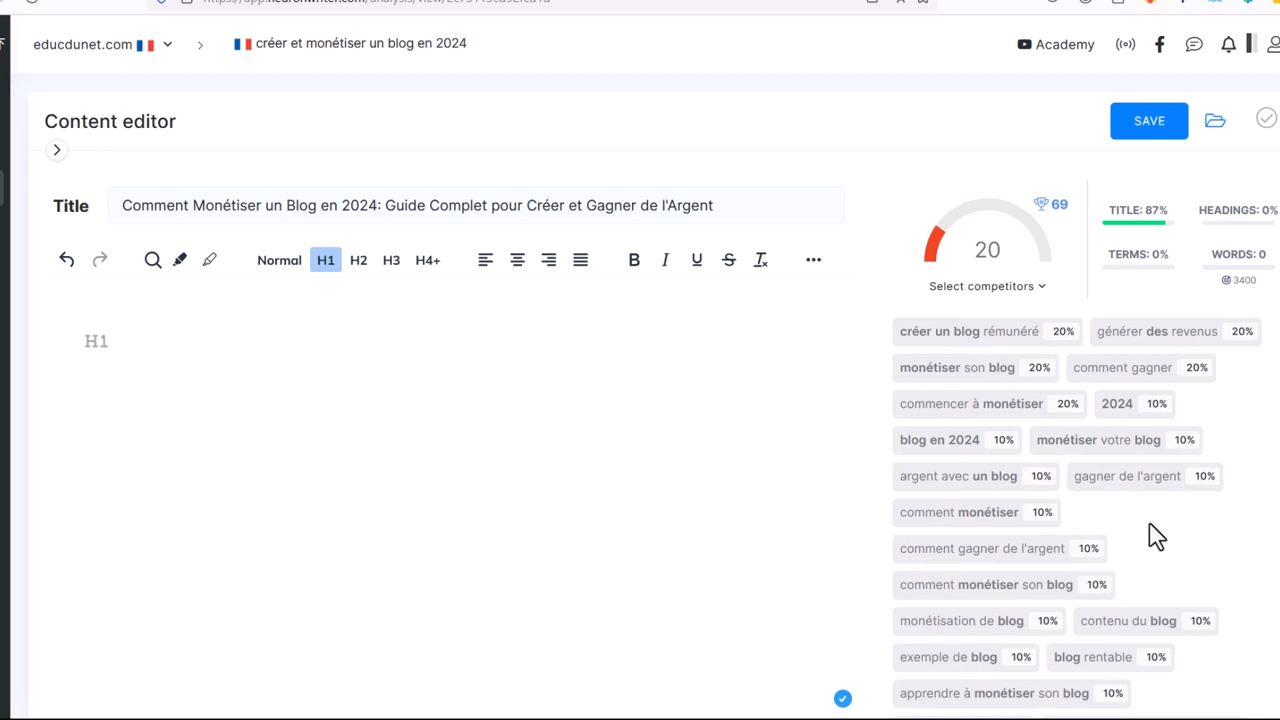 educdunet.com
créer et monétiser un blog en 2024
Academy
Content editor
SAVE
Title
Comment Monétiser un Blog en 2024: Guide Complet pour Créer et Gagner de l'Argent
Normal H1 H2 H3 H4+
B I U S
H1
69
20
Select competitors
TITLE: 87%
HEADINGS: 0%
TERMS: 0%
WORDS: 0
3400
créer un blog rémunéré 20%
générer des revenus 20%
monétiser son blog 20%
comment gagner 20%
commencer à monétiser 20%
2024 10%
blog en 2024 10%
monétiser votre blog 10%
argent avec un blog 10%
gagner de l'argent 10%
comment monétiser 10%
comment gagner de l'argent 10%
comment monétiser son blog 10%
monétisation de blog 10%
contenu du blog 10%
exemple de blog 10%
blog rentable 10%
apprendre à monétiser son blog 10%